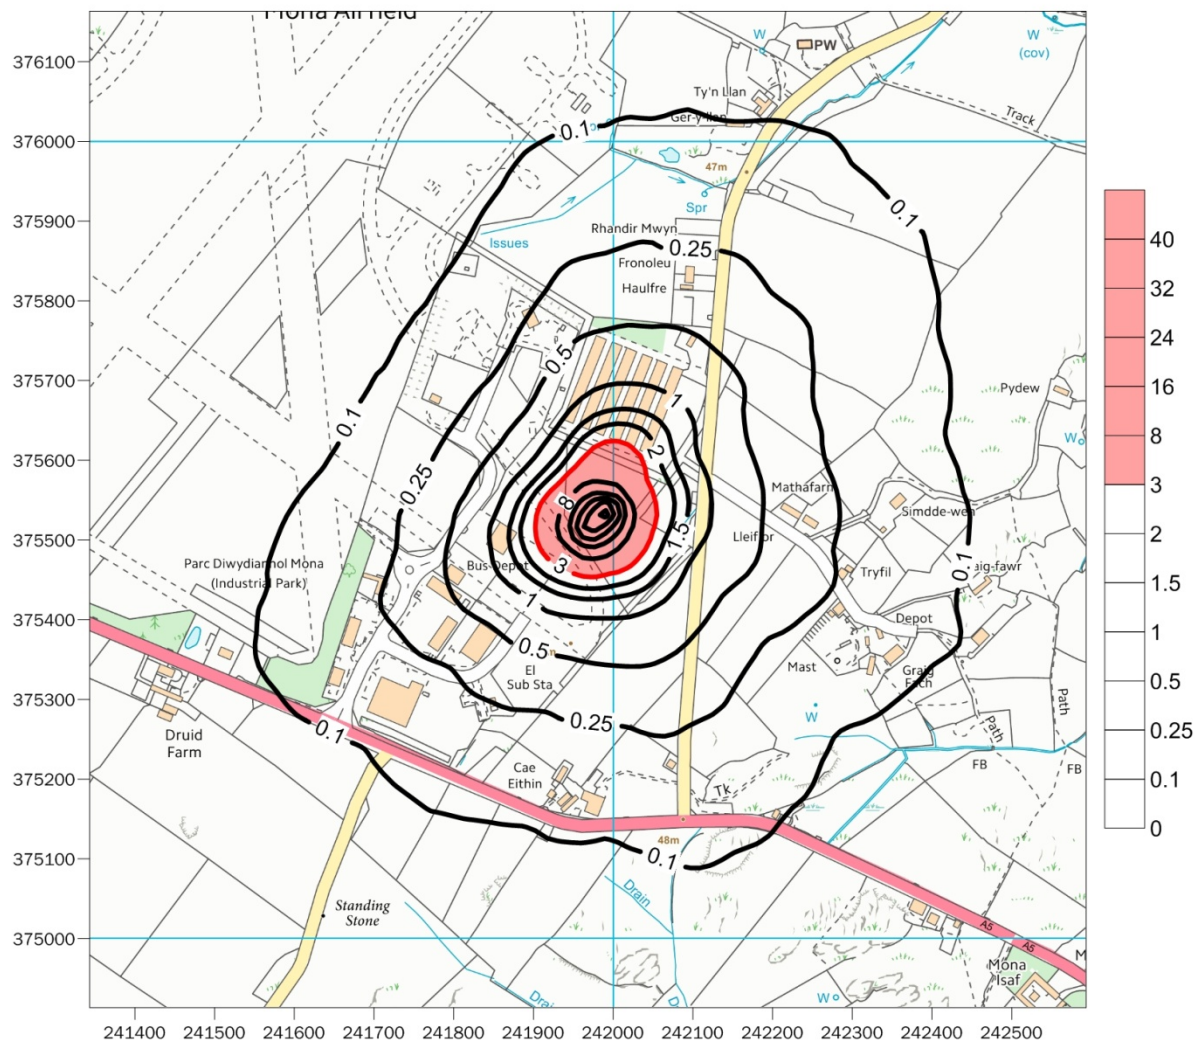 Mona Airfield
376100
376000
375900
375800
375700
375600
375500
375400
375300
375200
375100
375000
W
PW
W
(cov)
Ty'n Llan
Track
0.1
47m
Spr
0.1
Issues
Rhandir Mwyn
0.25
Fronoleu
Haulfre
0.5
Pydew
1
0.1
W
2
0.25
8
Mathafarn
Simdde-wen
1.5
Lleifior
Bus Depot
3
Parc Diwydiannol Mona
(Industrial Park)
Tryfil
0.1
1
Depot
0.5
El
Sub Sta
Mast
Graig
Fach
Path
0.25
W
0.1
Druid
Farm
Path
FB
FB
Cae
Eithin
Tk
48m
0.1
Drain
Standing
Stone
A5
A5
Mona
Isaf
M
W
241400
241500
241600
241700
241800
241900
242000
242100
242200
242300
242400
242500
40
32
24
16
8
3
2
1.5
1
0.5
0.25
0.1
0